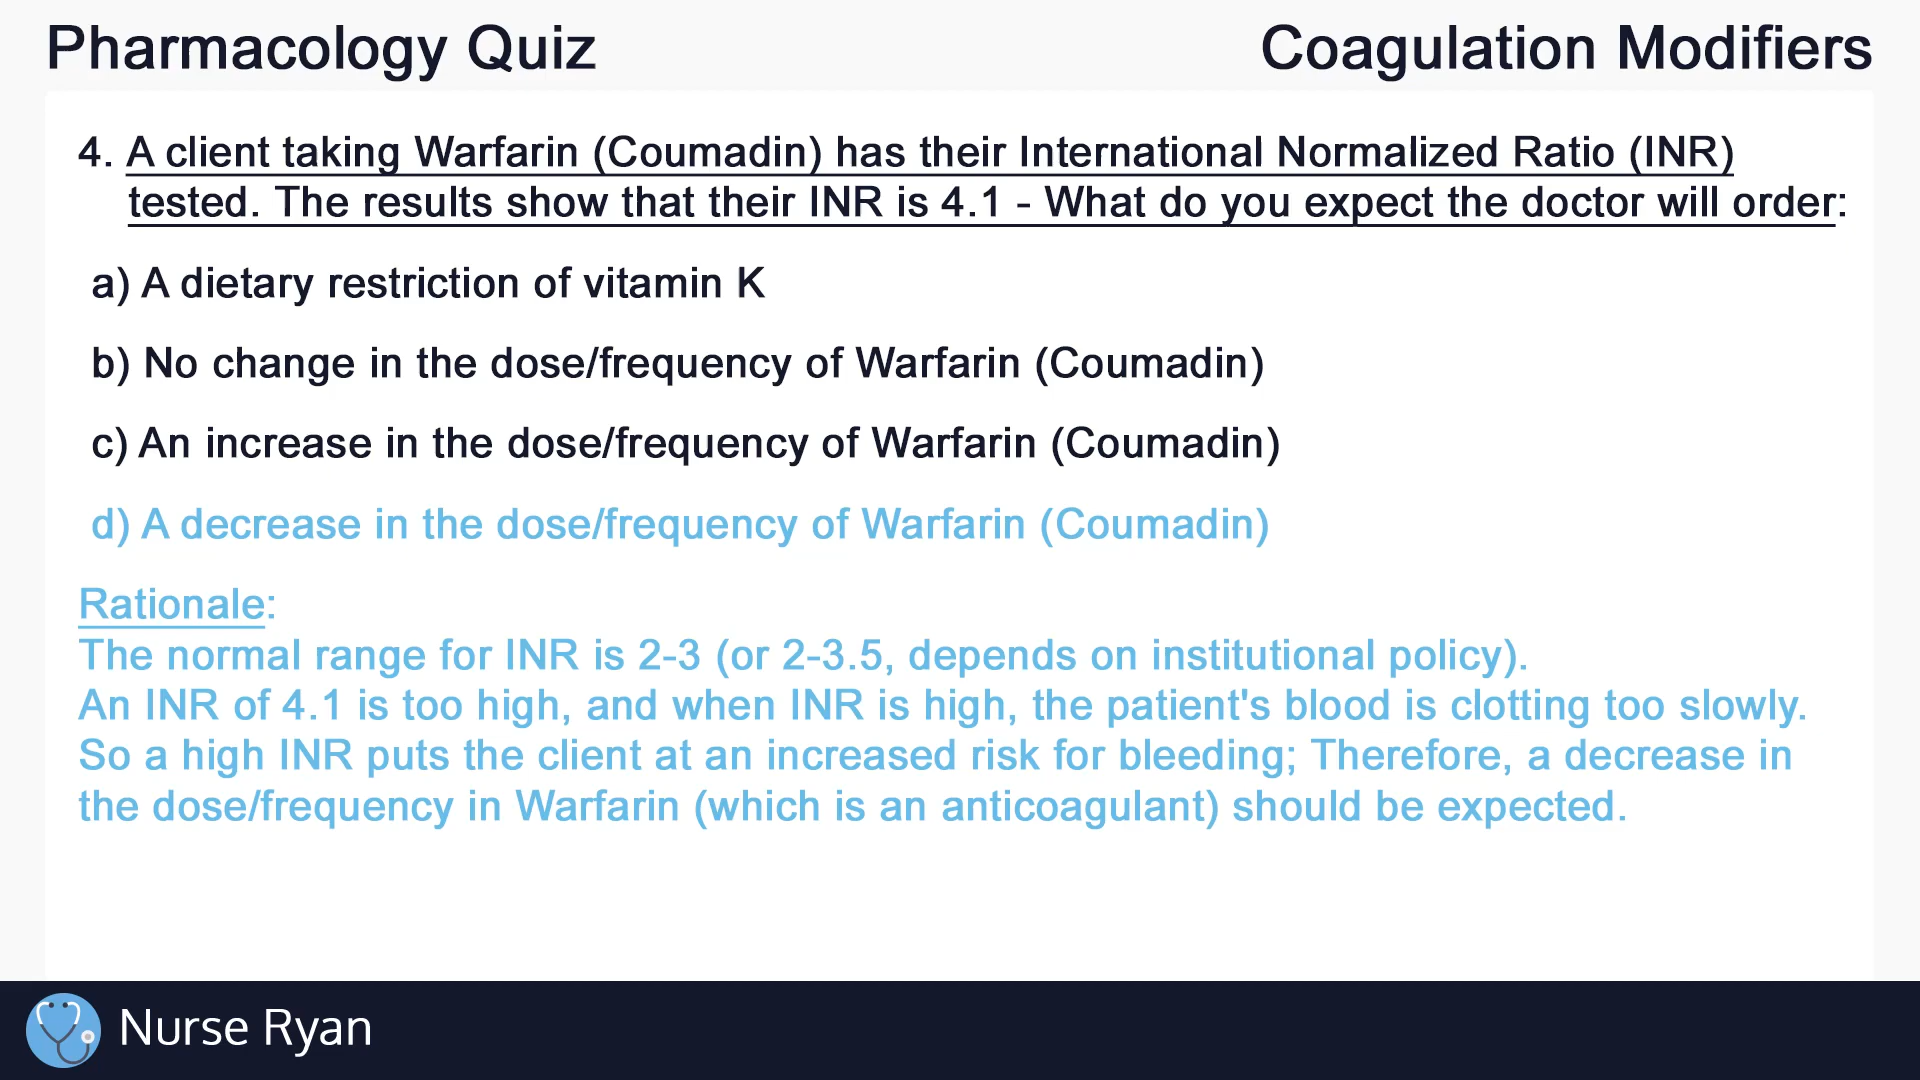 Pharmacology Quiz
Coagulation Modifiers
4. A client taking Warfarin (Coumadin) has their International Normalized Ratio (INR)
tested. The results show that their INR is 4.1 - What do you expect the doctor will order:
a) A dietary restriction of vitamin K
b) No change in the dose/frequency of Warfarin (Coumadin)
c) An increase in the dose/frequency of Warfarin (Coumadin)
d) A decrease in the dose/frequency of Warfarin (Coumadin)
Rationale:
The normal range for INR is 2-3 (or 2-3.5, depends on institutional policy).
An INR of 4.1 is too high, and when INR is high, the patient's blood is clotting too slowly.
So a high INR puts the client at an increased risk for bleeding; Therefore, a decrease in
the dose/frequency in Warfarin (which is an anticoagulant) should be expected.
Nurse Ryan